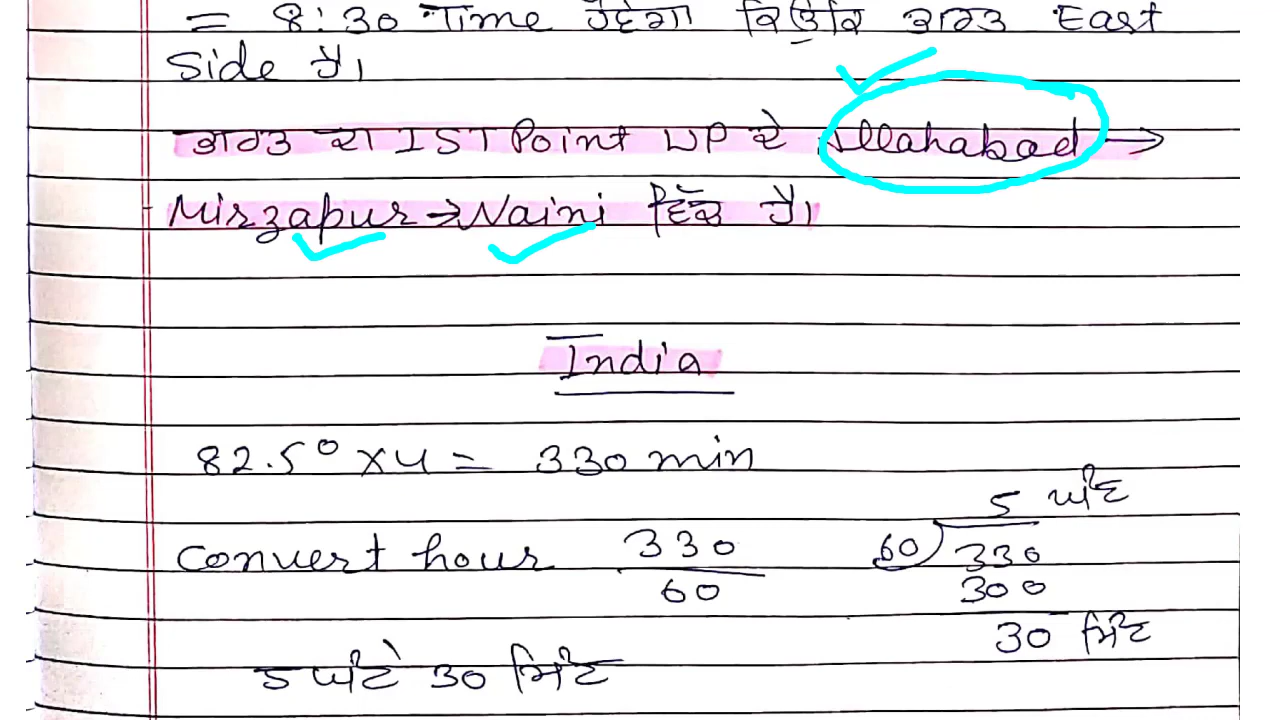 = 8:30 Time ਹੋਵੇਗਾ ਕਿਉਂਕਿ ਭਾਰਤ East
Side ਹੈ।
ਭਾਰਤ ਦਾ IST Point UP ਦੇ Allahabad →
Mirzapur → Naini ਵਿੱਚ ਹੈ।
India
82.5° × 4 = 330 min
5 ਘੰਟੇ
Convert hour 330 60) 330
60 300
30 ਮਿੰਟ
5 ਘੰਟੇ 30 ਮਿੰਟ